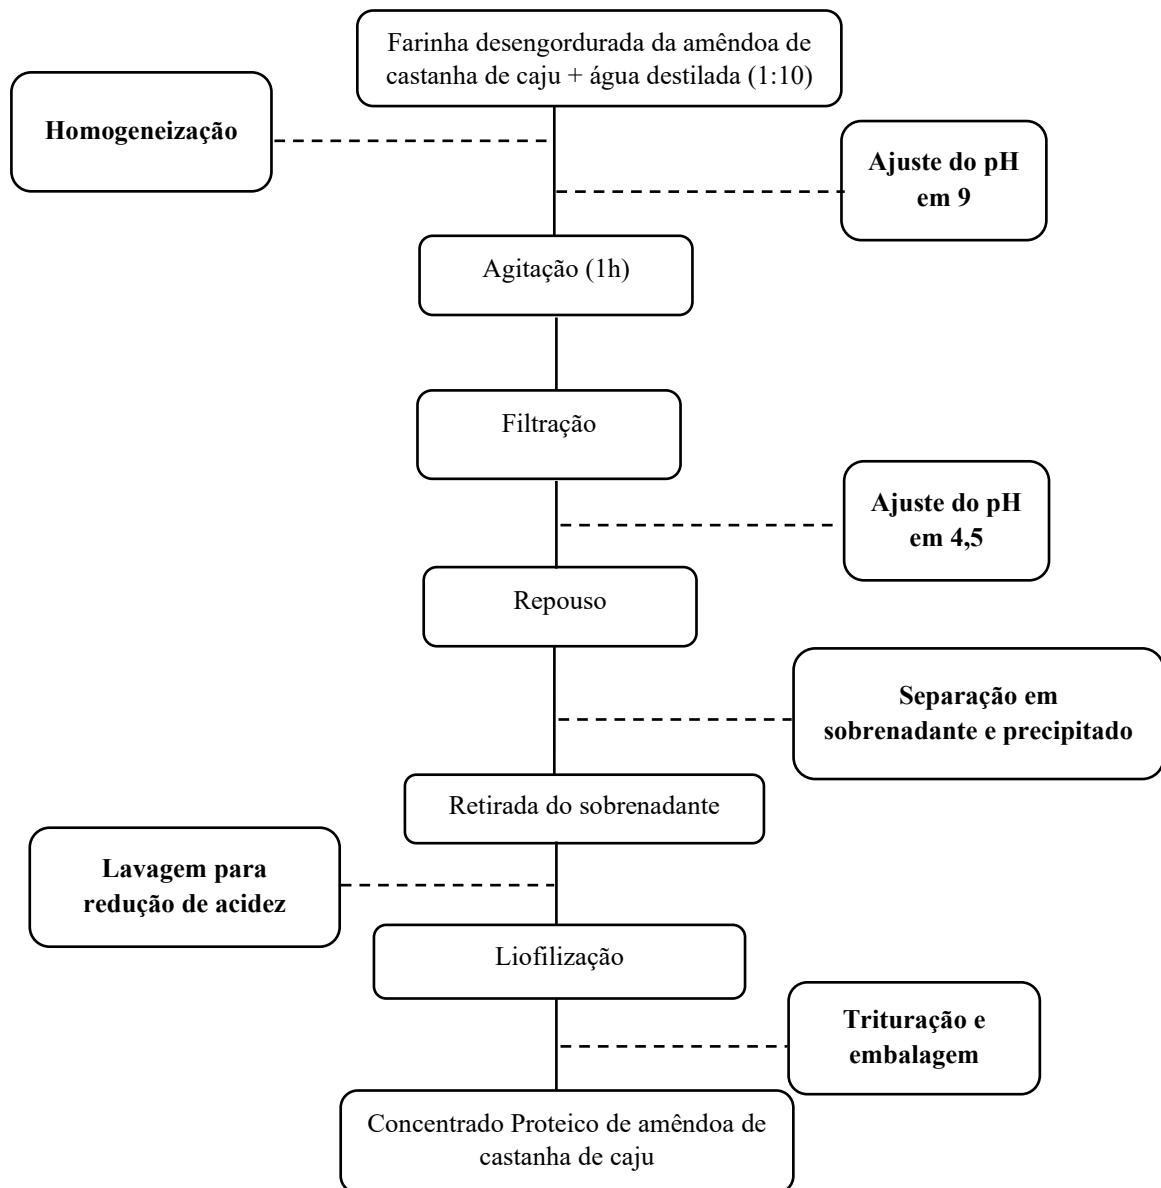 Farinha desengordurada da amêndoa de
castanha de caju + água destilada (1:10)
Homogeneização
Ajuste do pH
em 9
Agitação (1h)
Filtração
Ajuste do pH
em 4,5
Repouso
Separação em
sobrenadante e precipitado
Retirada do sobrenadante
Lavagem para
redução de acidez
Liofilização
Trituração e
embalagem
Concentrado Proteico de amêndoa de
castanha de caju